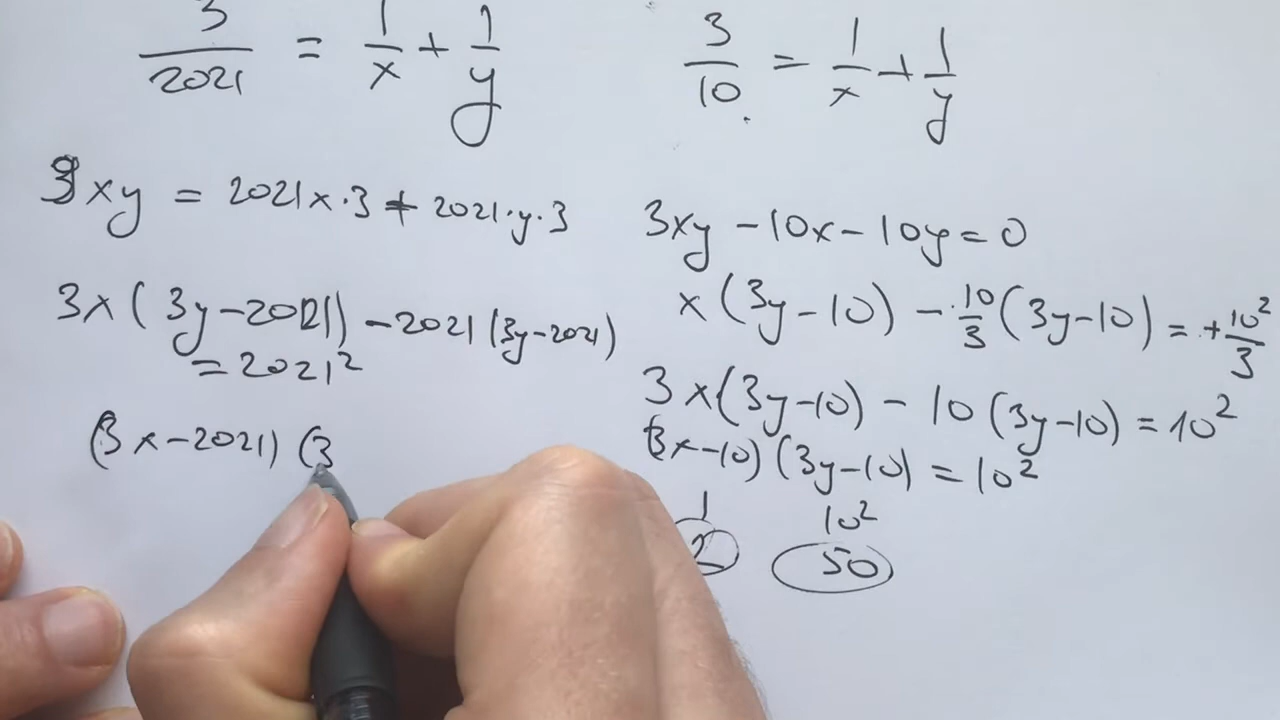 3/2021 = 1/x + 1/y
3/10 = 1/x + 1/y
9xy = 2021x·3 + 2021·y·3
3x(3y-2021) - 2021(3y-2021)
= 2021²
(3x-2021)(3
3xy - 10x - 10y = 0
x(3y-10) - 10/3(3y-10) = +10²/3
3x(3y-10) - 10(3y-10) = 10²
(3x-10)(3y-10) = 10²
1 10²
2 50